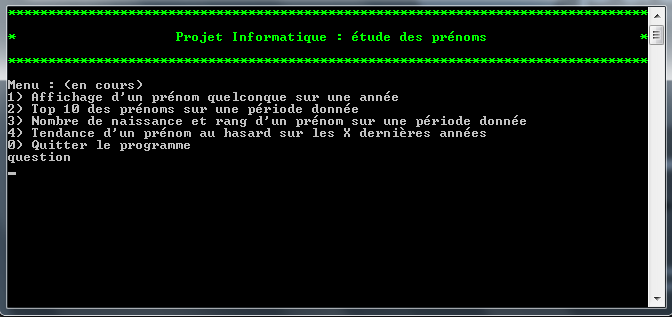 ********************************************************************************
* Projet Informatique : étude des prénoms *
********************************************************************************
Menu : (en cours)
1) Affichage d'un prénom quelconque sur une année
2) Top 10 des prénoms sur une période donnée
3) Nombre de naissance et rang d'un prénom sur une période donnée
4) Tendance d'un prénom au hasard sur les X dernières années
0) Quitter le programme
question